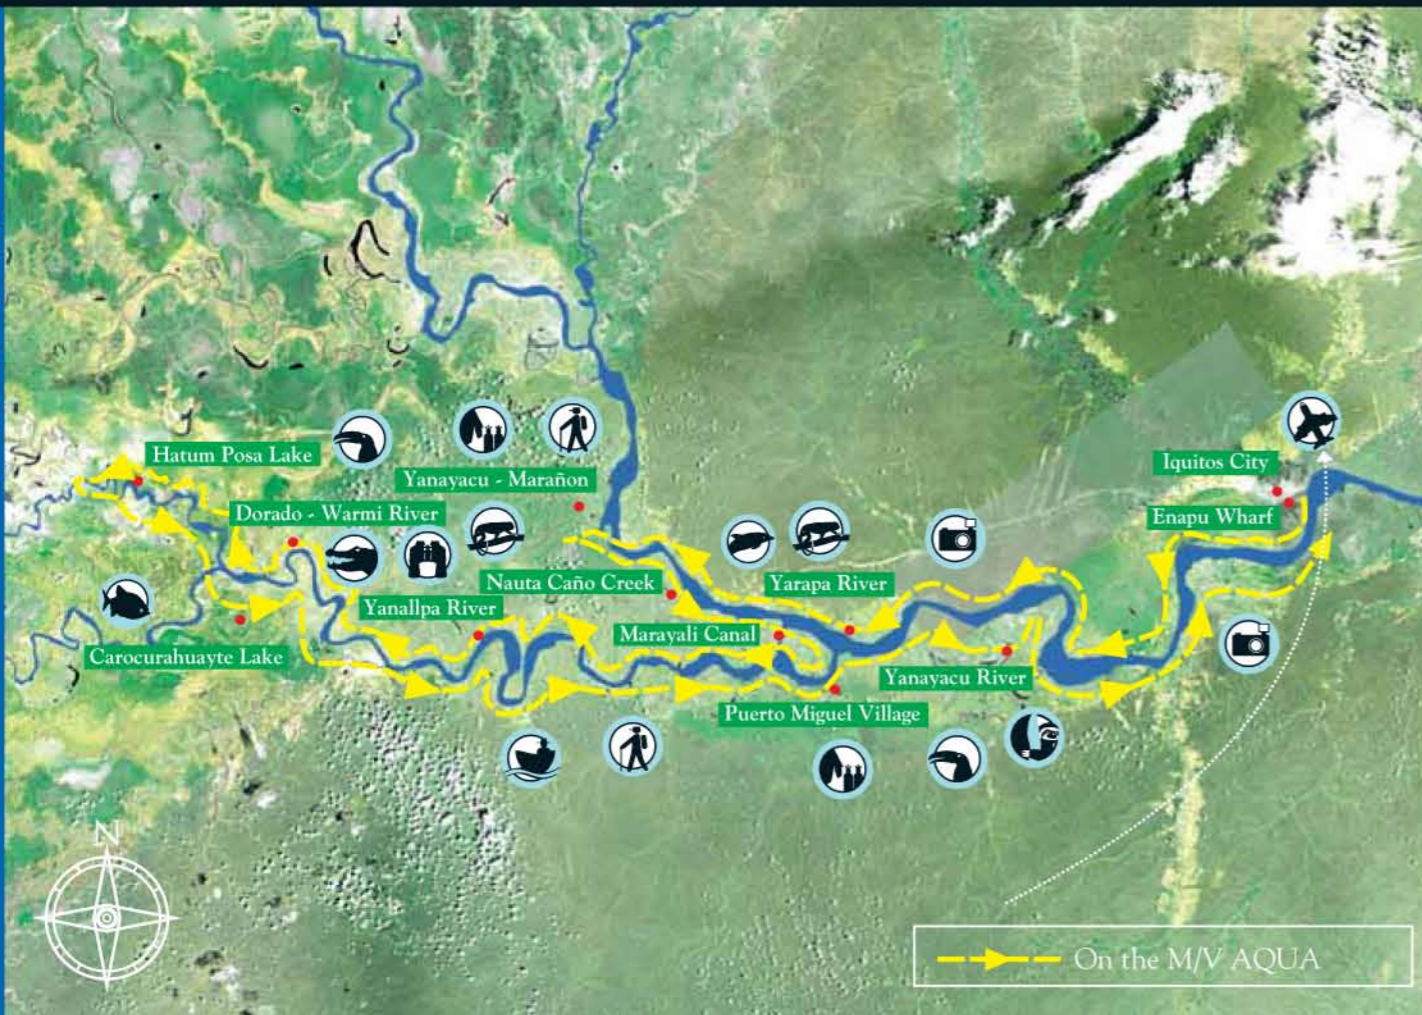 Hatum Posa Lake
Iquitos City
Yanayacu - Marañon
Dorado - Warmi River
Enapu Wharf
Nauta Caño Creek
Yarapa River
Yanallpa River
Marayali Canal
Carocurahuayte Lake
Yanayacu River
Puerto Miguel Village
N
On the M/V AQUA